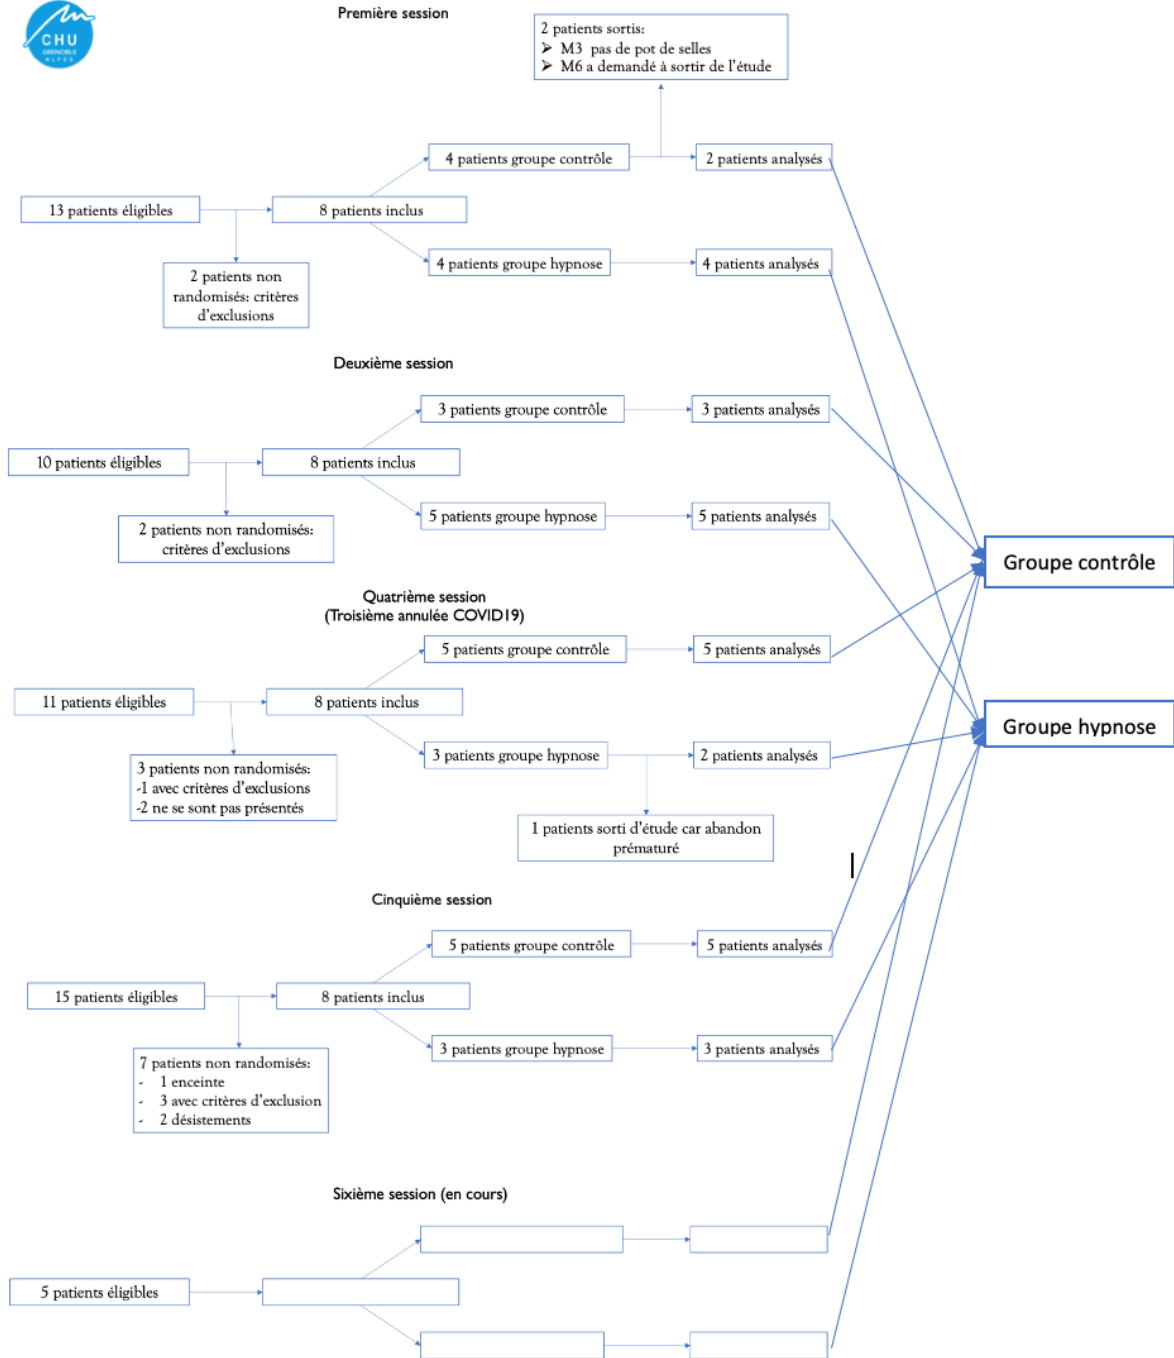 CHU
GRENOBLE
ALPES
Première session
2 patients sortis:
➢ M3 pas de pot de selles
➢ M6 a demandé à sortir de l'étude
4 patients groupe contrôle
2 patients analysés
13 patients éligibles
8 patients inclus
2 patients non
randomisés: critères
d'exclusions
4 patients groupe hypnose
4 patients analysés
Deuxième session
3 patients groupe contrôle
3 patients analysés
10 patients éligibles
8 patients inclus
2 patients non randomisés:
critères d'exclusions
5 patients groupe hypnose
5 patients analysés
Groupe contrôle
Quatrième session
(Troisième annulée COVID19)
5 patients groupe contrôle
5 patients analysés
11 patients éligibles
8 patients inclus
3 patients non randomisés:
-1 avec critères d'exclusions
-2 ne se sont pas présentés
3 patients groupe hypnose
2 patients analysés
Groupe hypnose
1 patients sorti d'étude car abandon
prématuré
Cinquième session
5 patients groupe contrôle
5 patients analysés
15 patients éligibles
8 patients inclus
7 patients non randomisés:
- 1 enceinte
- 3 avec critères d'exclusion
- 2 désistements
3 patients groupe hypnose
3 patients analysés
Sixième session (en cours)
5 patients éligibles